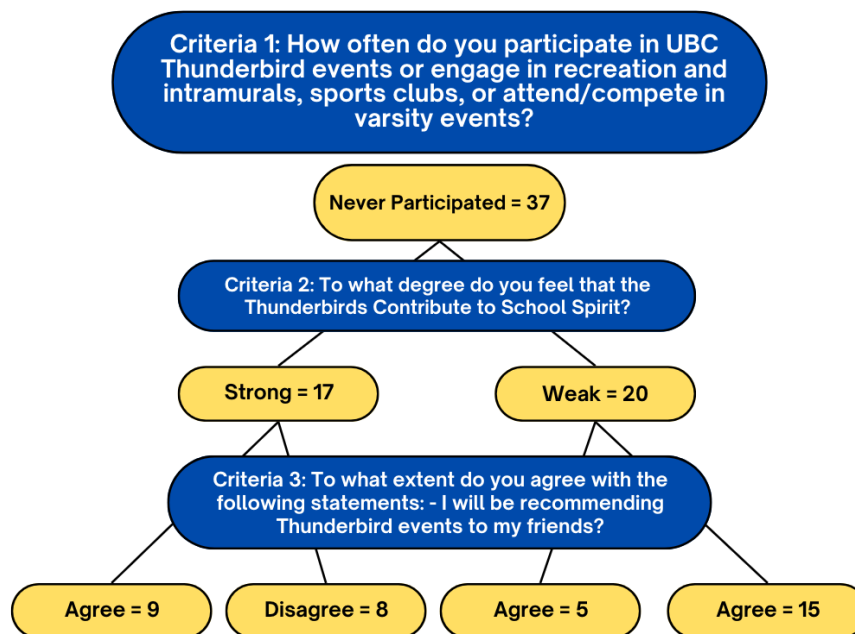 Criteria 1: How often do you participate in UBC
Thunderbird events or engage in recreation and
intramurals, sports clubs, or attend/compete in
varsity events?
Never Participated = 37
Criteria 2: To what degree do you feel that the
Thunderbirds Contribute to School Spirit?
Strong = 17
Weak = 20
Criteria 3: To what extent do you agree with the
following statements: - I will be recommending
Thunderbird events to my friends?
Agree = 9
Disagree = 8
Agree = 5
Agree = 15